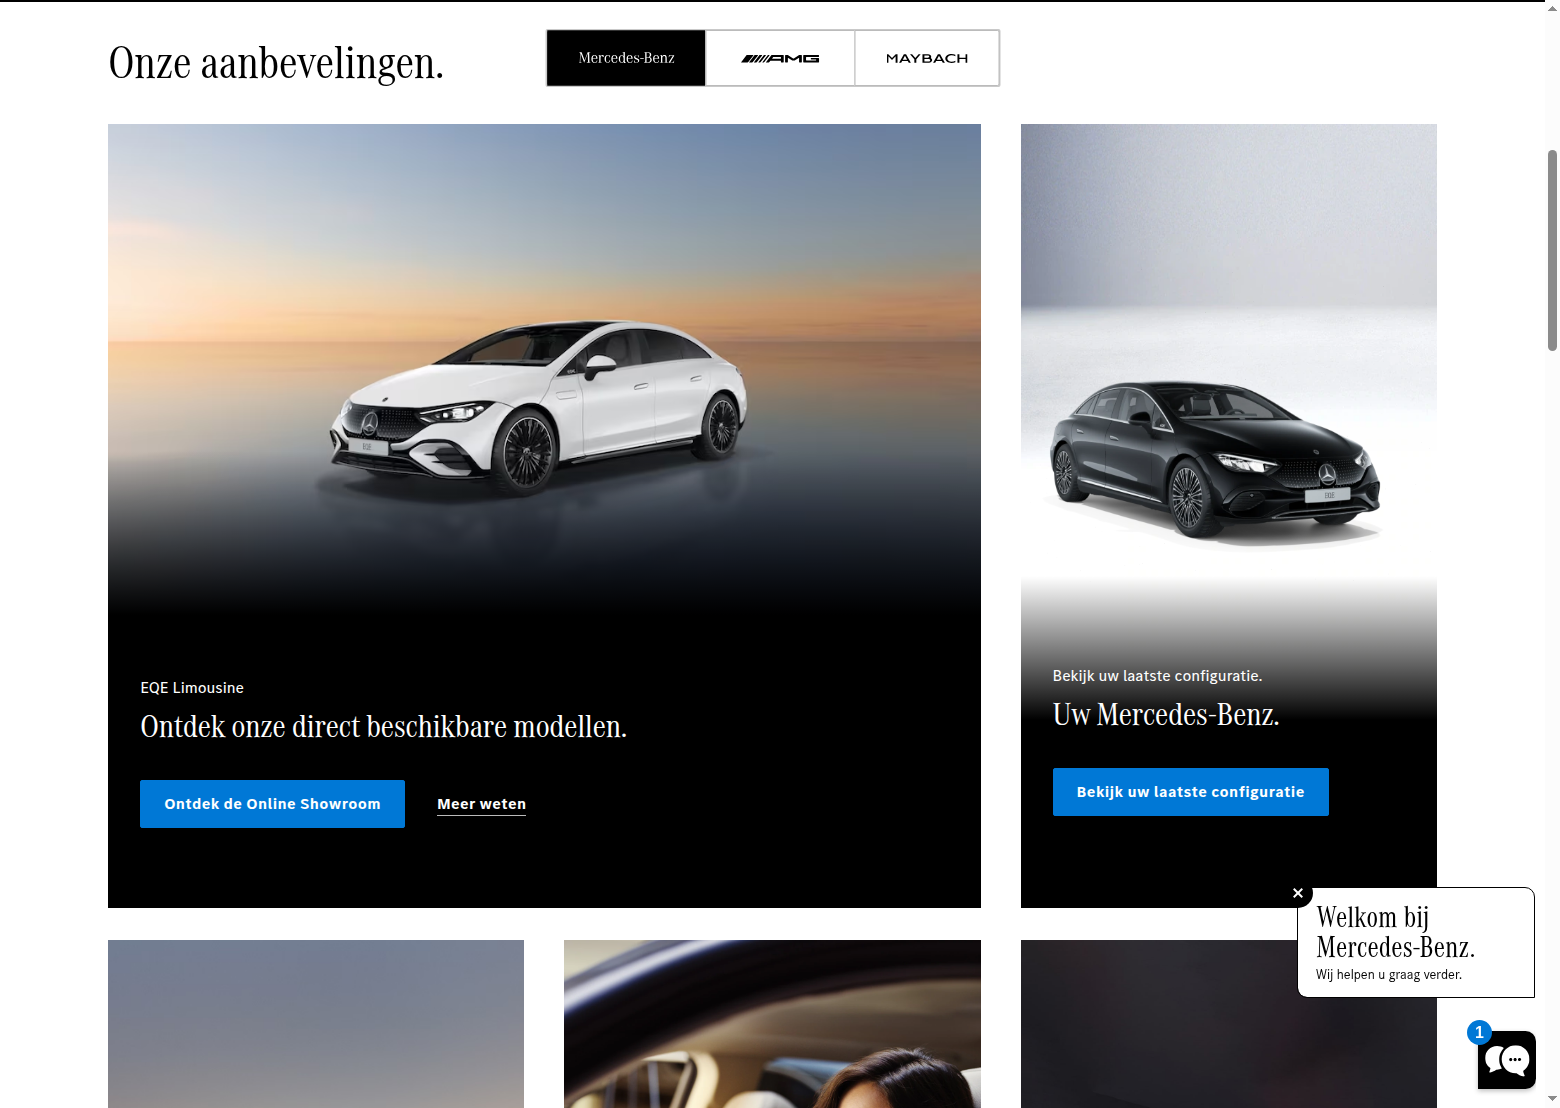 Onze aanbevelingen.
Mercedes-Benz
AMG
MAYBACH
EQE Limousine
Ontdek onze direct beschikbare modellen.
Ontdek de Online Showroom
Meer weten
EQE
Bekijk uw laatste configuratie.
Uw Mercedes-Benz.
Bekijk uw laatste configuratie
Welkom bij
Mercedes-Benz.
Wij helpen u graag verder.
1